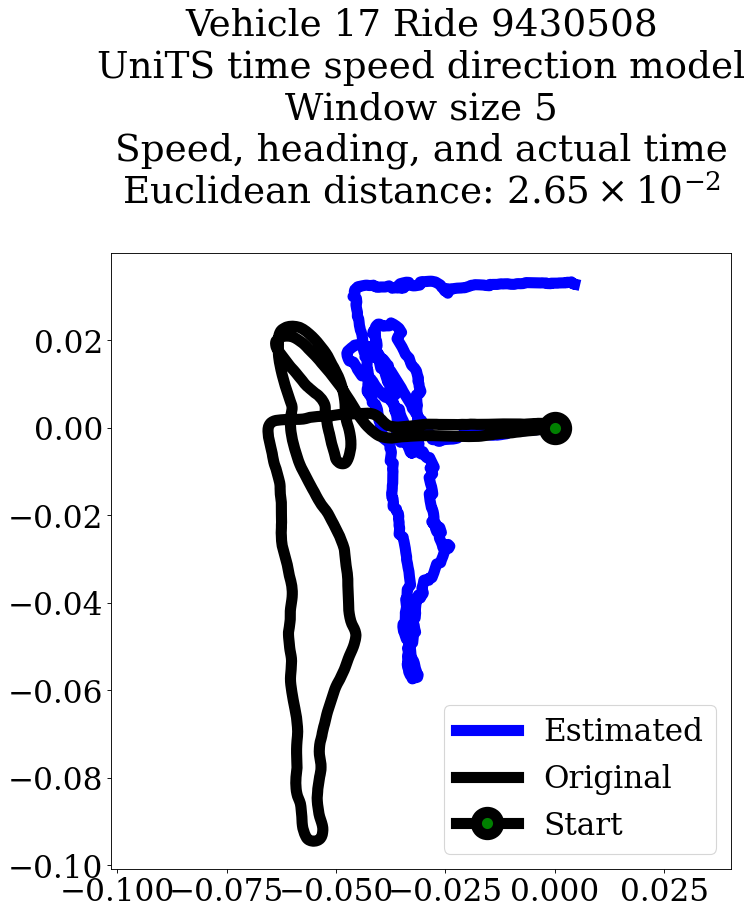 Vehicle 17 Ride 9430508
UniTS time speed direction model
Window size 5
Speed, heading, and actual time
Euclidean distance: 2.65 × 10⁻²
0.02
0.00
−0.02
−0.04
−0.06
−0.08
−0.10
−0.100 −0.075 −0.050 −0.025 0.000 0.025
Estimated
Original
Start